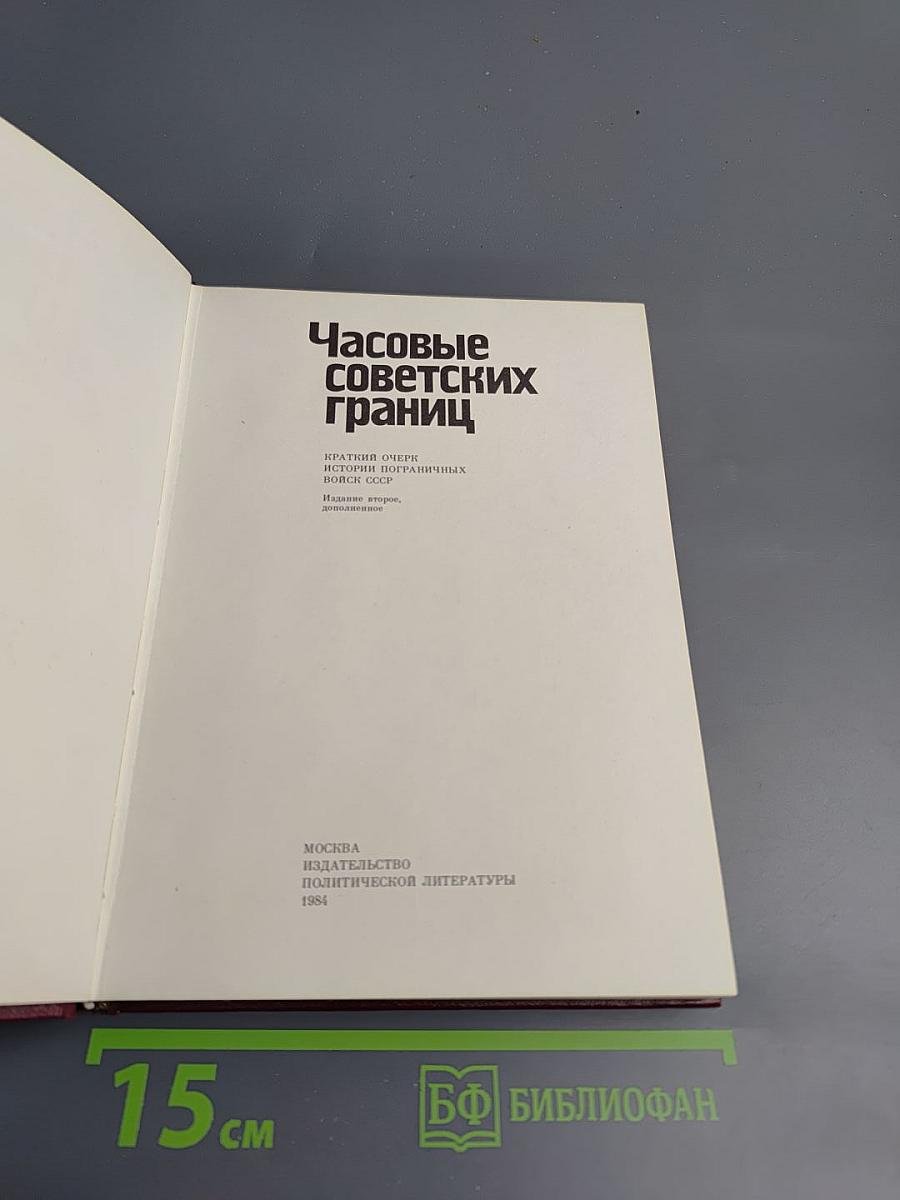 Часовые
советских
границ
КРАТКИЙ ОЧЕРК
ИСТОРИИ ПОГРАНИЧНЫХ
ВОЙСК СССР
Издание второе,
дополненное
МОСКВА
ИЗДАТЕЛЬСТВО
ПОЛИТИЧЕСКОЙ ЛИТЕРАТУРЫ
1984
15 см
БФ БИБЛИОФАН